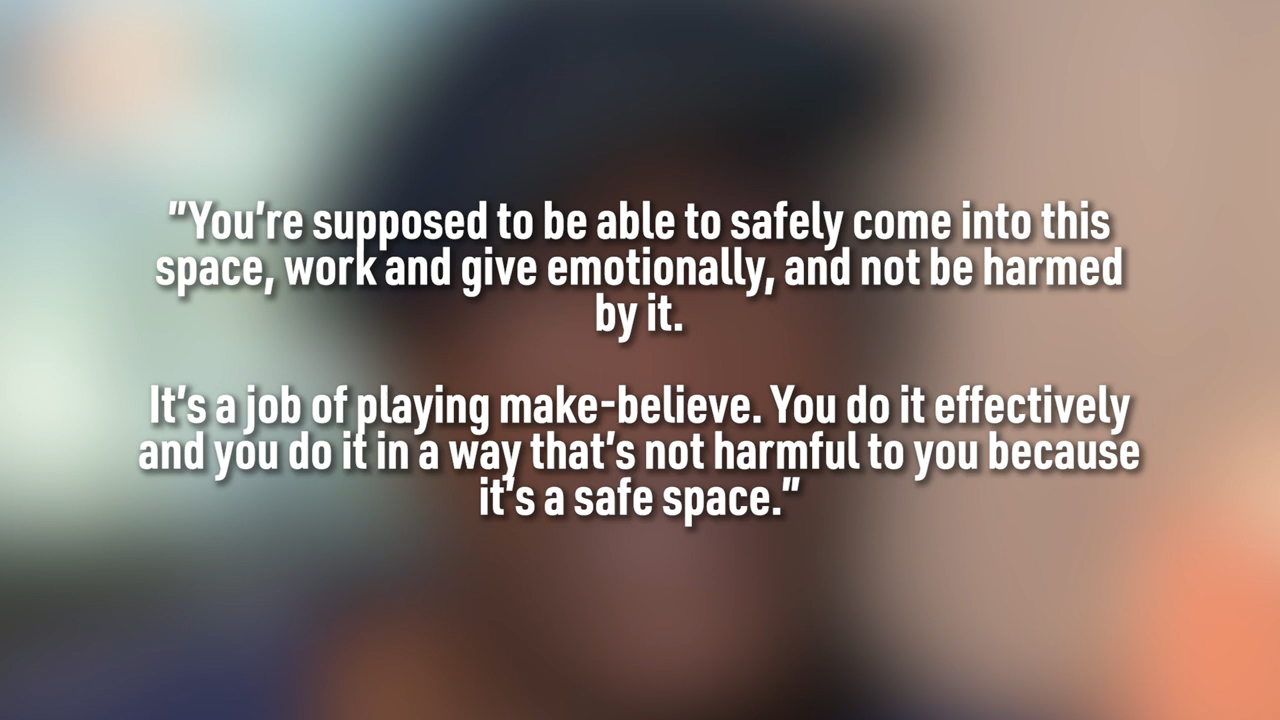 "You're supposed to be able to safely come into this
space, work and give emotionally, and not be harmed
by it.
It's a job of playing make-believe. You do it effectively
and you do it in a way that's not harmful to you because
it's a safe space."